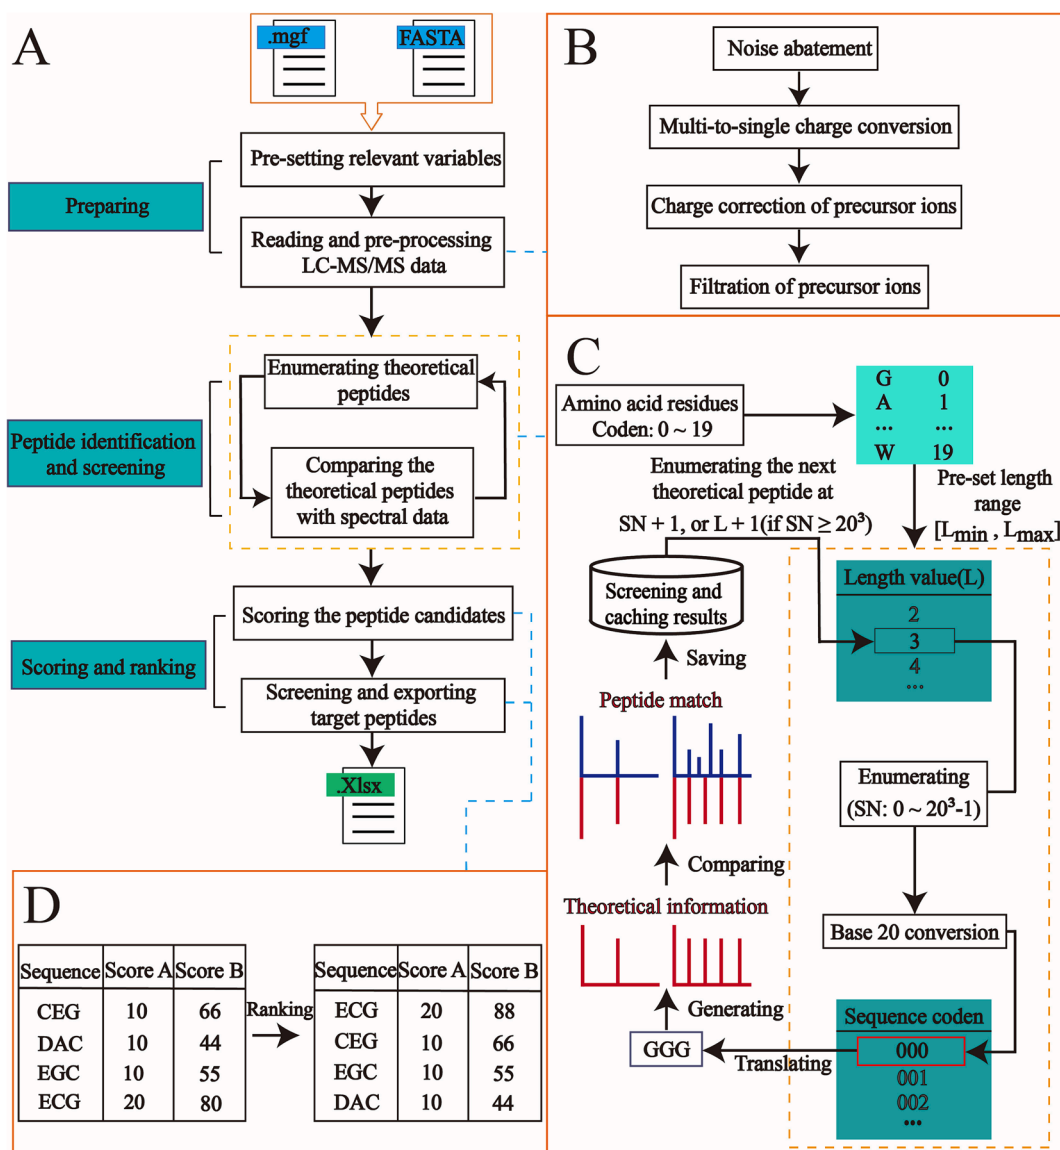 A
.mgf
FASTA
Pre-setting relevant variables
Preparing
Reading and pre-processing
LC-MS/MS data
Enumerating theoretical
peptides
Peptide identification
and screening
Comparing the
theoretical peptides
with spectral data
Scoring the peptide candidates
Scoring and ranking
Screening and exporting
target peptides
.Xlsx
B
Noise abatement
Multi-to-single charge conversion
Charge correction of precursor ions
Filtration of precursor ions
C
Amino acid residues
Coden: 0 ~ 19
G 0
A 1
... ...
W 19
Enumerating the next
theoretical peptide at
SN + 1, or L + 1(if SN ≥ 20³)
Pre-set length
range
[Lmin , Lmax]
Screening and
caching results
Length value(L)
2
3
4
...
Saving
Peptide match
Enumerating
(SN: 0 ~ 20³-1)
Comparing
Theoretical information
Base 20 conversion
Generating
Sequence coden
GGG
Translating
000
001
002
...
D
Sequence Score A Score B
CEG 10 66
DAC 10 44
EGC 10 55
ECG 20 80
Ranking
Sequence Score A Score B
ECG 20 88
CEG 10 66
EGC 10 55
DAC 10 44